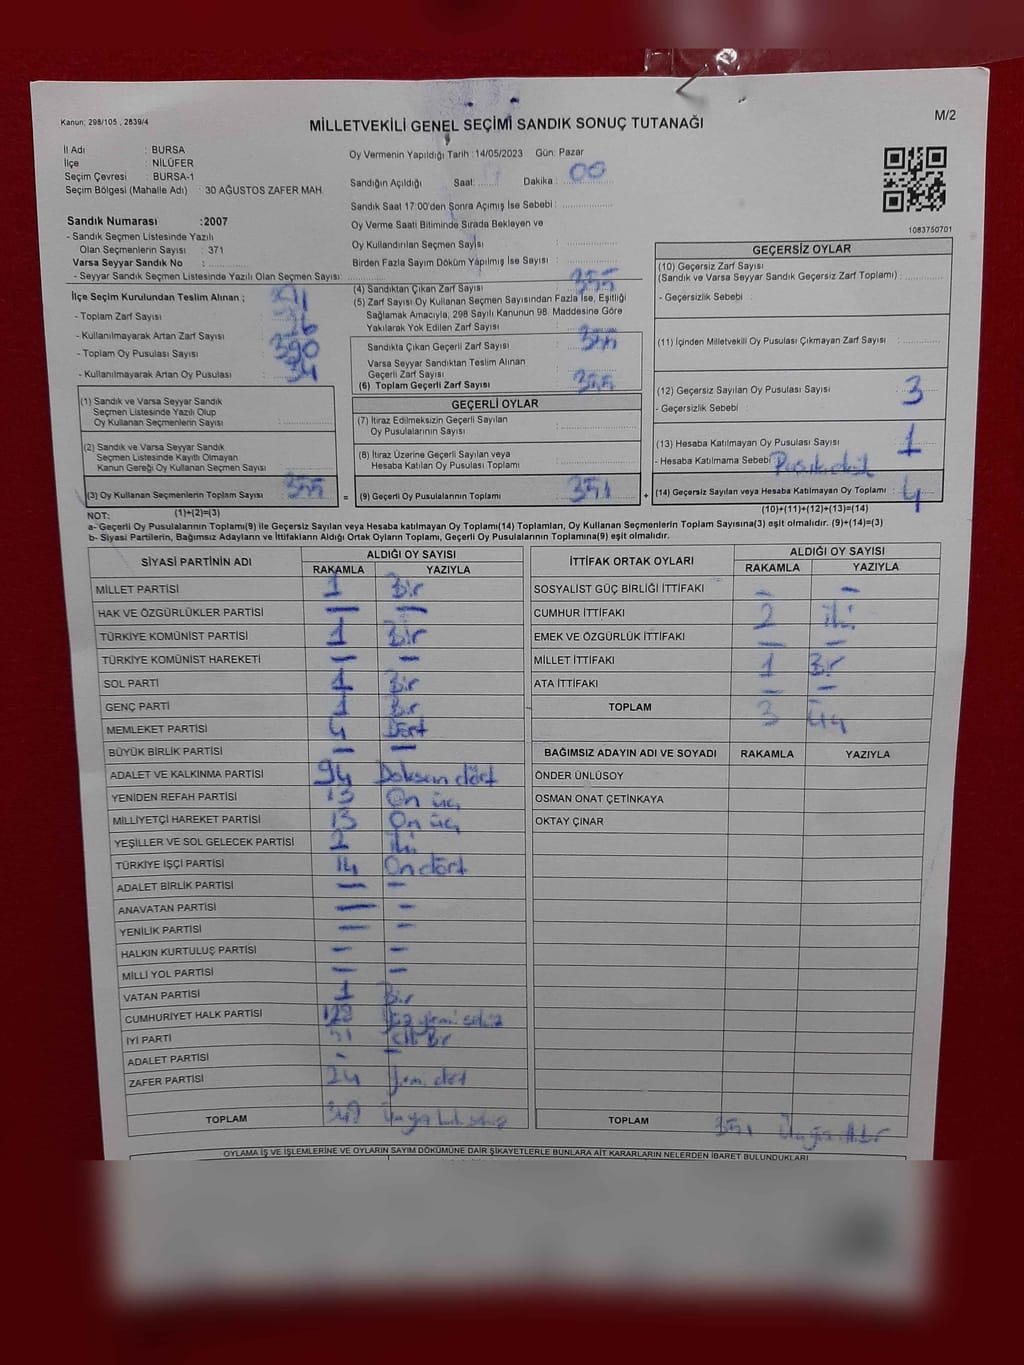 Kanun; 298/105 , 2839/4
M/2
MİLLETVEKİLİ GENEL SEÇİMİ SANDIK SONUÇ TUTANAĞI
İl Adı : BURSA
İlçe : NİLÜFER
Seçim Çevresi : BURSA-1
Seçim Bölgesi (Mahalle Adı) : 30 AĞUSTOS ZAFER MAH.
Sandık Numarası :2007
- Sandık Seçmen Listesinde Yazılı
Olan Seçmenlerin Sayısı : 371
Varsa Seyyar Sandık No :
- Seyyar Sandık Seçmen Listesinde Yazılı Olan Seçmen Sayısı:
Oy Vermenin Yapıldığı Tarih :14/05/2023 Gün: Pazar
Sandığın Açıldığı Saat: Dakika : 00
Sandık Saat 17:00'den Sonra Açımış İse Sebebi :
Oy Verme Saati Bitiminde Sırada Bekleyen ve
Oy Kullandırılan Seçmen Sayısı :
Birden Fazla Sayım Döküm Yapılmış İse Sayısı :
1083750701
İlçe Seçim Kurulundan Teslim Alınan ;
- Toplam Zarf Sayısı :
- Kullanılmayarak Artan Zarf Sayısı :
- Toplam Oy Pusulası Sayısı : 390
- Kullanılmayarak Artan Oy Pusulası : 34
(4) Sandıktan Çıkan Zarf Sayısı : 355
(5) Zarf Sayısı Oy Kullanan Seçmen Sayısından Fazla İse, Eşitliği
Sağlamak Amacıyla, 298 Sayılı Kanunun 98. Maddesine Göre
Yakılarak Yok Edilen Zarf Sayısı :
Sandıkta Çıkan Geçerli Zarf Sayısı : 355
Varsa Seyyar Sandıktan Teslim Alınan
Geçerli Zarf Sayısı :
(6) Toplam Geçerli Zarf Sayısı : 355
GEÇERSİZ OYLAR
(10) Geçersiz Zarf Sayısı
(Sandık ve Varsa Seyyar Sandık Geçersiz Zarf Toplamı) :
- Geçersizlik Sebebi :
(11) İçinden Milletvekili Oy Pusulası Çıkmayan Zarf Sayısı :
(12) Geçersiz Sayılan Oy Pusulası Sayısı : 3
- Geçersizlik Sebebi :
(13) Hesaba Katılmayan Oy Pusulası Sayısı : 1
- Hesaba Katılmama Sebebi
(14) Geçersiz Sayılan veya Hesaba Katılmayan Oy Toplamı : 4
(10)+(11)+(12)+(13)=(14)
(1) Sandık ve Varsa Seyyar Sandık
Seçmen Listesinde Yazılı Olup
Oy Kullanan Seçmenlerin Sayısı :
(2) Sandık ve Varsa Seyyar Sandık
Seçmen Listesinde Kayıtlı Olmayan
Kanun Gereği Oy Kullanan Seçmen Sayısı :
(3) Oy Kullanan Seçmenlerin Toplam Sayısı : 355
(1)+(2)=(3)
GEÇERLİ OYLAR
(7) İtiraz Edilmeksizin Geçerli Sayılan
Oy Pusulalarının Sayısı :
(8) İtiraz Üzerine Geçerli Sayılan veya
Hesaba Katılan Oy Pusulası Toplamı :
= (9) Geçerli Oy Pusulalarının Toplamı : 351 +
NOT:
a- Geçerli Oy Pusulalarının Toplamı(9) ile Geçersiz Sayılan veya Hesaba katılmayan Oy Toplamı(14) Toplamları, Oy Kullanan Seçmenlerin Toplam Sayısına(3) eşit olmalıdır. (9)+(14)=(3)
b- Siyasi Partilerin, Bağımsız Adayların ve İttifakların Aldığı Ortak Oyların Toplamı, Geçerli Oy Pusulalarının Toplamına(9) eşit olmalıdır.
SİYASİ PARTİNİN ADI ALDIĞI OY SAYISI
RAKAMLA YAZIYLA
MİLLET PARTİSİ 1 Bir
HAK VE ÖZGÜRLÜKLER PARTİSİ — —
TÜRKİYE KOMÜNİST PARTİSİ 1 Bir
TÜRKİYE KOMÜNİST HAREKETİ — —
SOL PARTİ 1 Bir
GENÇ PARTİ 1 Bir
MEMLEKET PARTİSİ 4 Dört
BÜYÜK BİRLİK PARTİSİ — —
ADALET VE KALKINMA PARTİSİ 94 Doksan dört
YENİDEN REFAH PARTİSİ 13 On üç
MİLLİYETÇİ HAREKET PARTİSİ 13 On üç
YEŞİLLER VE SOL GELECEK PARTİSİ 2 iki
TÜRKİYE İŞÇİ PARTİSİ 14 On dört
ADALET BİRLİK PARTİSİ — —
ANAVATAN PARTİSİ — —
YENİLİK PARTİSİ — —
HALKIN KURTULUŞ PARTİSİ — —
MİLLİ YOL PARTİSİ — —
VATAN PARTİSİ 1 Bir
CUMHURİYET HALK PARTİSİ 128 Yüz yirmi sekiz
İYİ PARTİ 51 elli Bir
ADALET PARTİSİ - —
ZAFER PARTİSİ 24 Yirmi dört
TOPLAM 348
İTTİFAK ORTAK OYLARI ALDIĞI OY SAYISI
RAKAMLA YAZIYLA
SOSYALİST GÜÇ BİRLİĞİ İTTİFAKI — —
CUMHUR İTTİFAKI 2 iki
EMEK VE ÖZGÜRLÜK İTTİFAKI — —
MİLLET İTTİFAKI 1 Bir
ATA İTTİFAKI — —
TOPLAM 3 Üç
BAĞIMSIZ ADAYIN ADI VE SOYADI RAKAMLA YAZIYLA
ÖNDER ÜNLÜSOY
OSMAN ONAT ÇETİNKAYA
OKTAY ÇINAR
TOPLAM 351
OYLAMA İŞ VE İŞLEMLERİNE VE OYLARIN SAYIM DÖKÜMÜNE DAİR ŞİKAYETLERLE BUNLARA AİT KARARLARIN NELERDEN İBARET BULUNDUKLARI